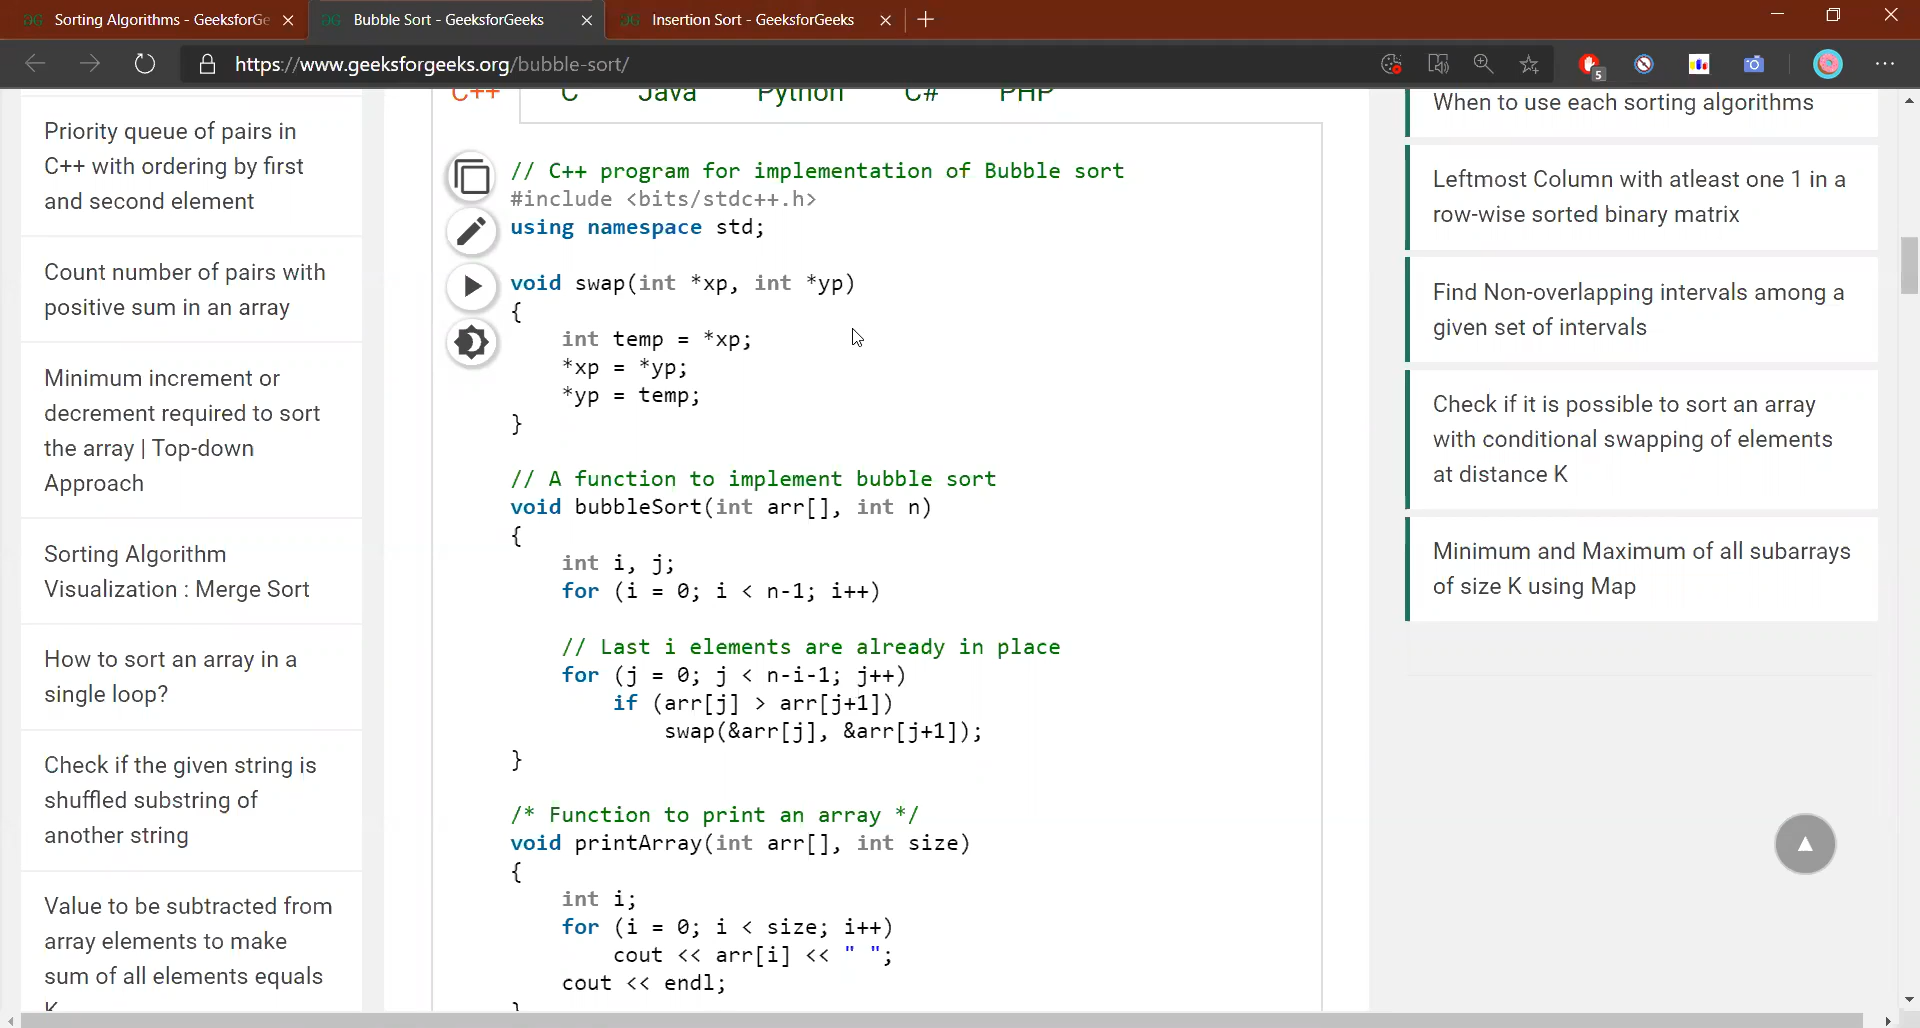 Sorting Algorithms - GeeksforGe
Bubble Sort - GeeksforGeeks
Insertion Sort - GeeksforGeeks
https://www.geeksforgeeks.org/bubble-sort/
5
C++ C Java Python C# PHP
Priority queue of pairs in
C++ with ordering by first
and second element
Count number of pairs with
positive sum in an array
Minimum increment or
decrement required to sort
the array | Top-down
Approach
Sorting Algorithm
Visualization : Merge Sort
How to sort an array in a
single loop?
Check if the given string is
shuffled substring of
another string
Value to be subtracted from
array elements to make
sum of all elements equals
K
// C++ program for implementation of Bubble sort
#include <bits/stdc++.h>
using namespace std;
void swap(int *xp, int *yp)
{
int temp = *xp;
*xp = *yp;
*yp = temp;
}
// A function to implement bubble sort
void bubbleSort(int arr[], int n)
{
int i, j;
for (i = 0; i < n-1; i++)
// Last i elements are already in place
for (j = 0; j < n-i-1; j++)
if (arr[j] > arr[j+1])
swap(&arr[j], &arr[j+1]);
}
/* Function to print an array */
void printArray(int arr[], int size)
{
int i;
for (i = 0; i < size; i++)
cout << arr[i] << " ";
cout << endl;
}
When to use each sorting algorithms
Leftmost Column with atleast one 1 in a
row-wise sorted binary matrix
Find Non-overlapping intervals among a
given set of intervals
Check if it is possible to sort an array
with conditional swapping of elements
at distance K
Minimum and Maximum of all subarrays
of size K using Map